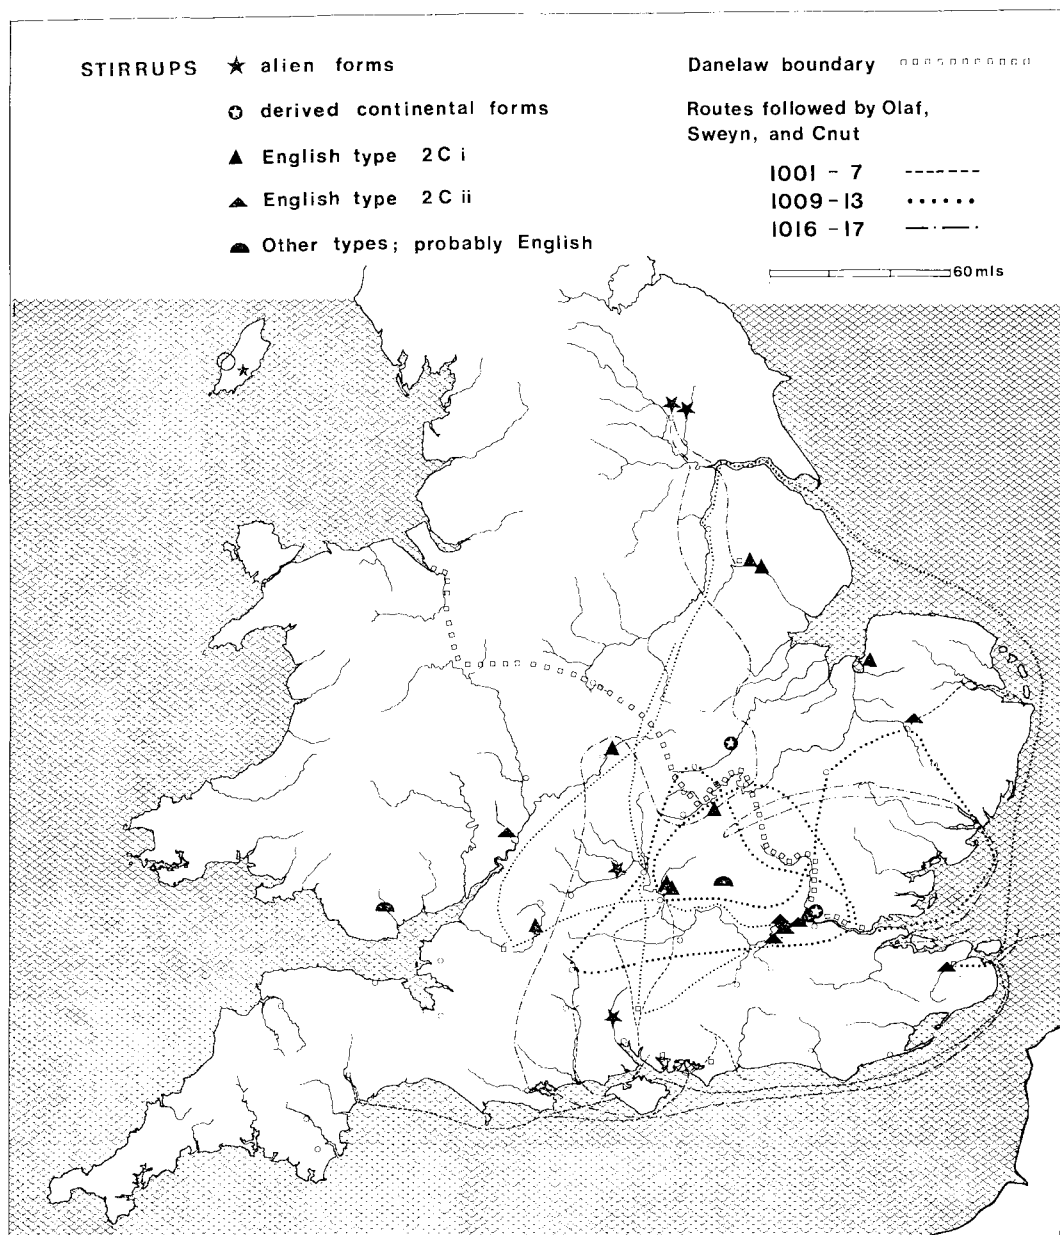 STIRRUPS
alien forms
derived continental forms
English type 2C i
English type 2C ii
Other types; probably English
Danelaw boundary
Routes followed by Olaf,
Sweyn, and Cnut
1001 - 7
1009 - 13
1016 - 17
60 mls